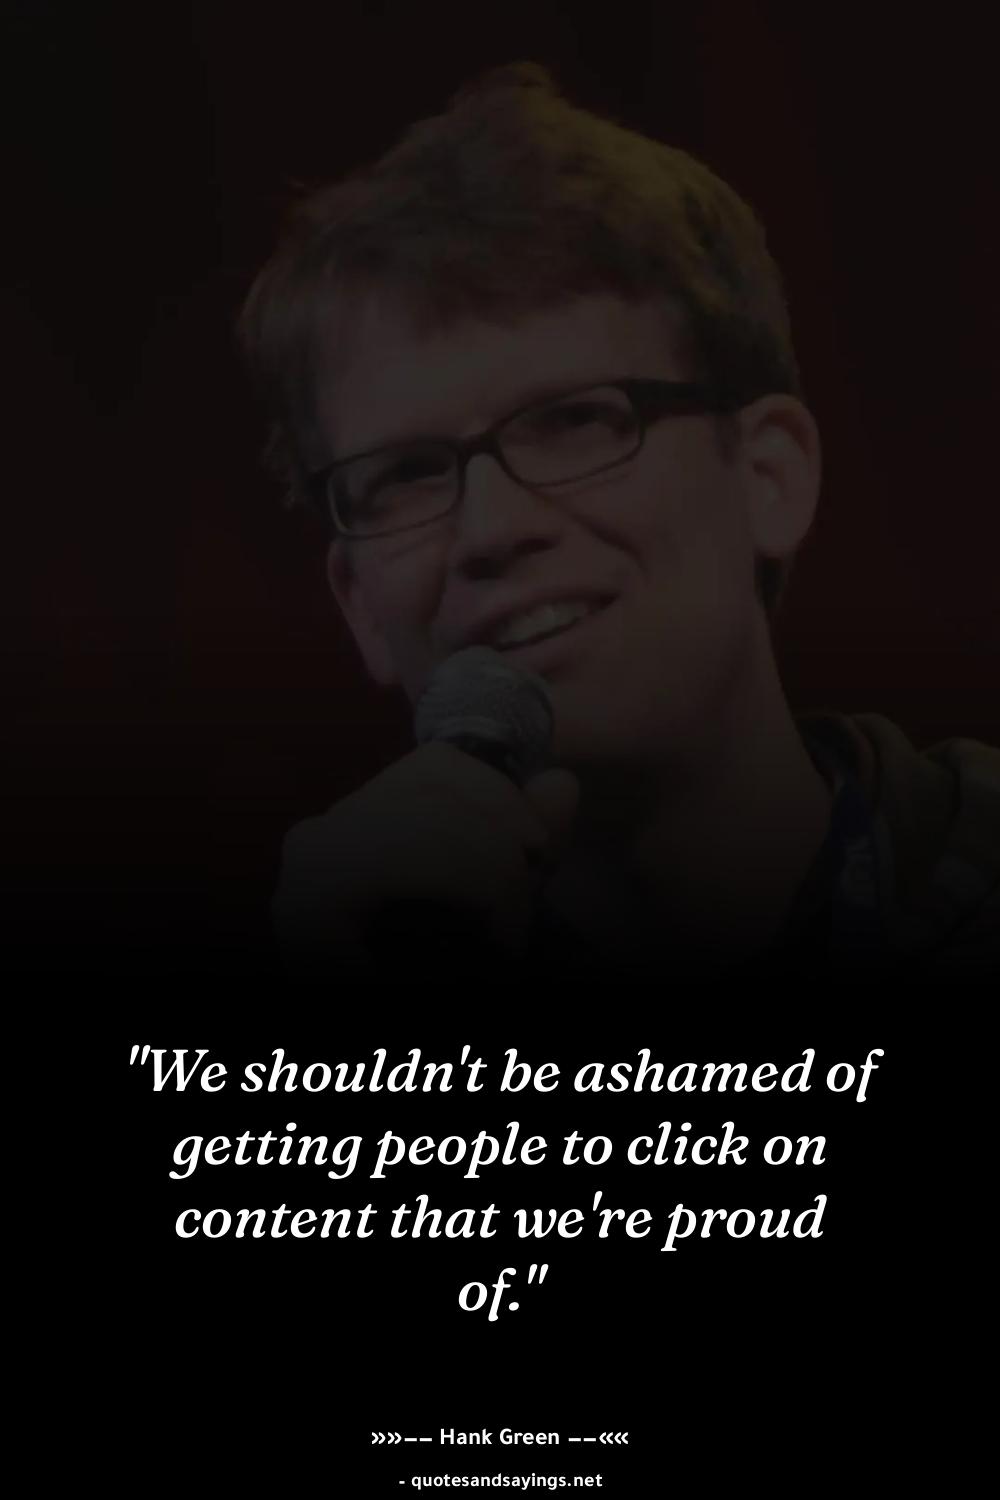 "We shouldn't be ashamed of
getting people to click on
content that we're proud
of."
»»−− Hank Green −−««
- quotesandsayings.net